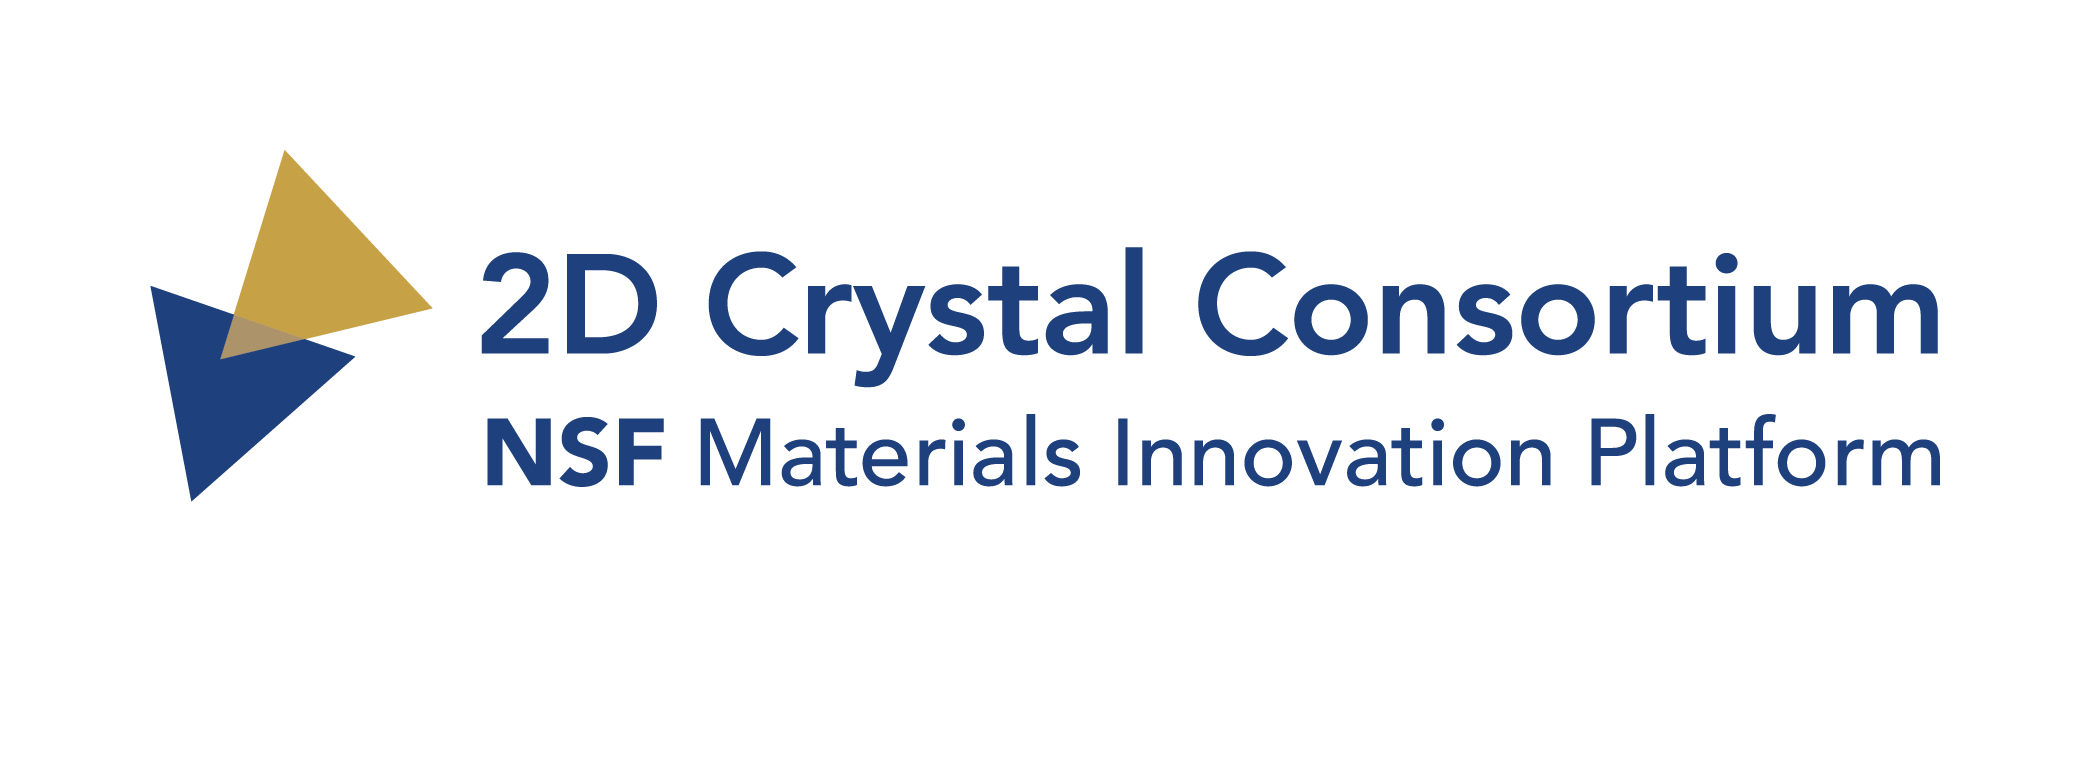 2D Crystal Consortium
NSF Materials Innovation Platform